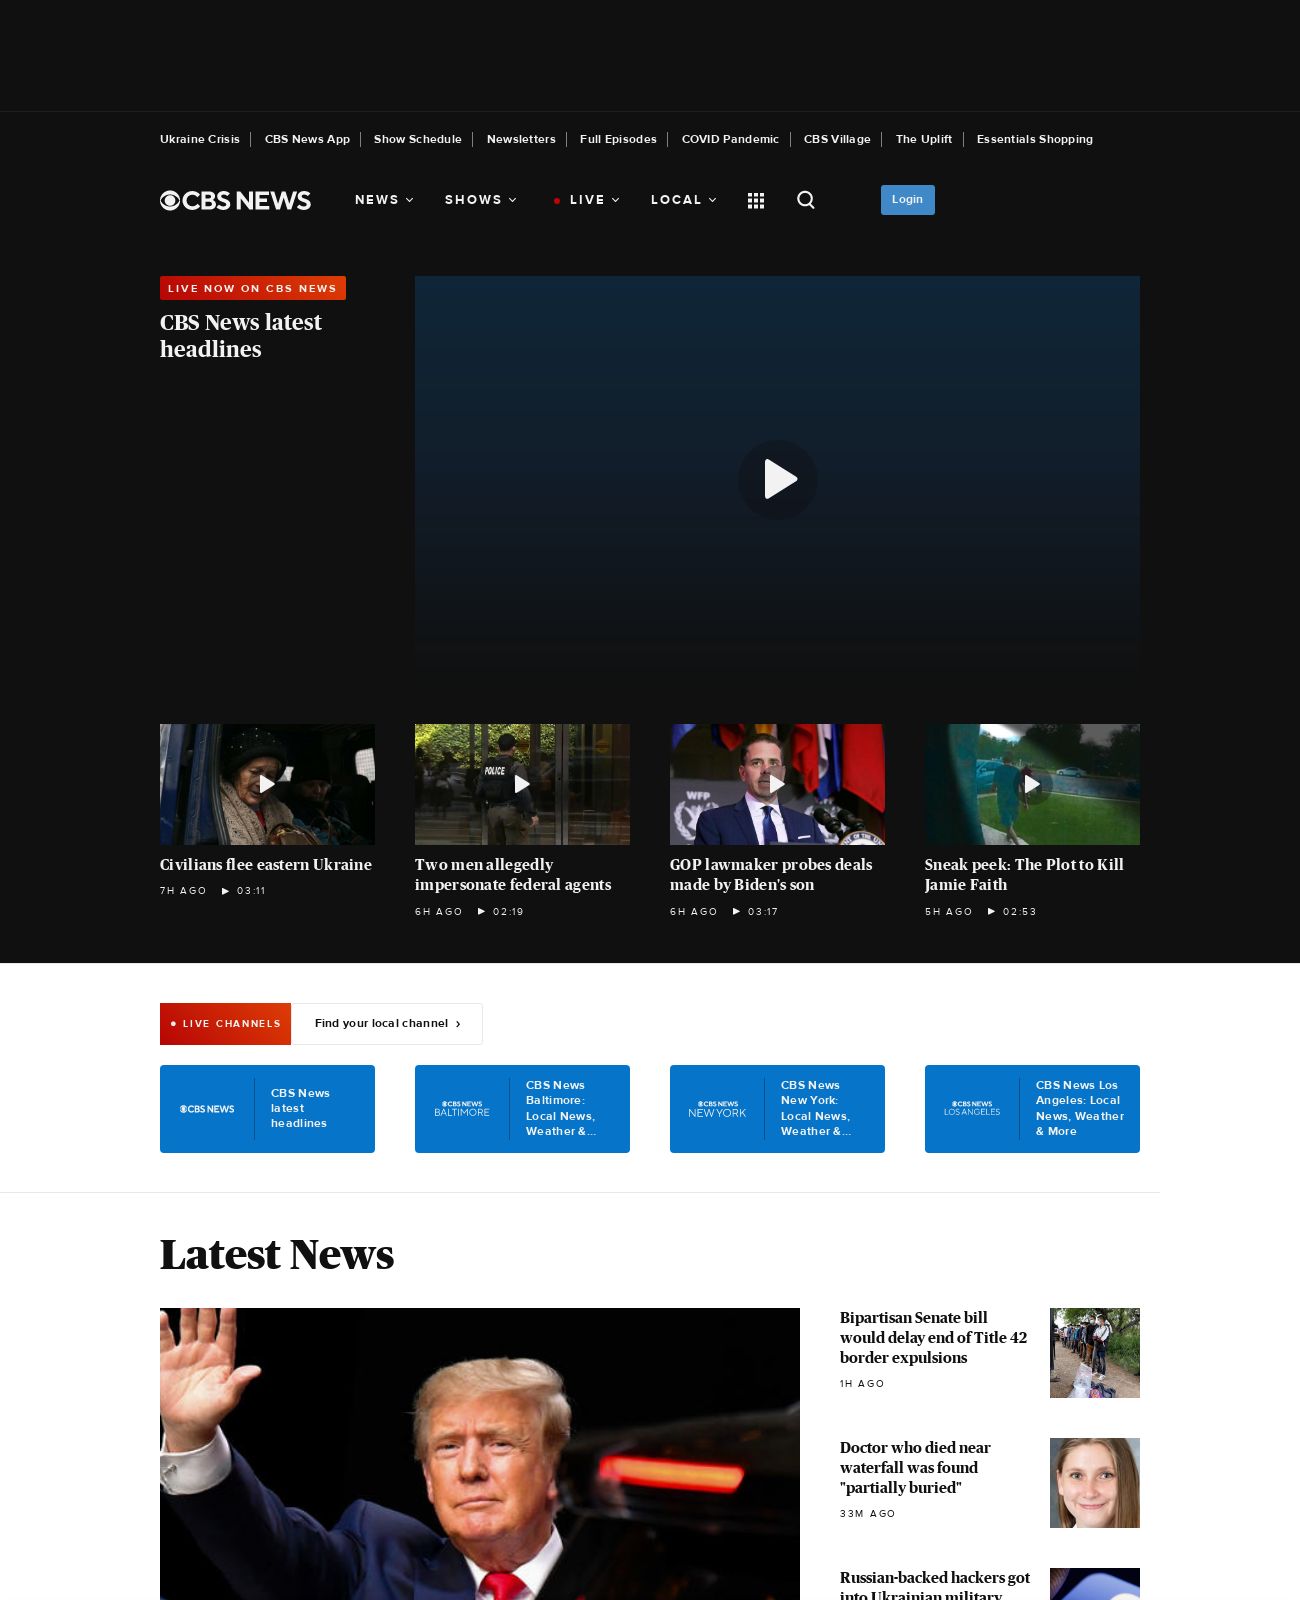 Ukraine Crisis
CBS News App
Show Schedule
Newsletters
Full Episodes
COVID Pandemic
CBS Village
The Uplift
Essentials Shopping
CBS NEWS
NEWS
SHOWS
LIVE
LOCAL
Login
LIVE NOW ON CBS NEWS
CBS News latest
headlines
POLICE
WFP
Civilians flee eastern Ukraine
7H AGO
03:11
Two men allegedly
impersonate federal agents
6H AGO
02:19
GOP lawmaker probes deals
made by Biden's son
6H AGO
03:17
Sneak peek: The Plot to Kill
Jamie Faith
5H AGO
02:53
LIVE CHANNELS
Find your local channel ›
CBS NEWS
CBS News
latest
headlines
CBS NEWS
BALTIMORE
CBS News
Baltimore:
Local News,
Weather &...
CBS NEWS
NEW YORK
CBS News
New York:
Local News,
Weather &...
CBS NEWS
LOS ANGELES
CBS News Los
Angeles: Local
News, Weather
& More
Latest News
Bipartisan Senate bill
would delay end of Title 42
border expulsions
1H AGO
Doctor who died near
waterfall was found
"partially buried"
33M AGO
Russian-backed hackers got
into Ukrainian military